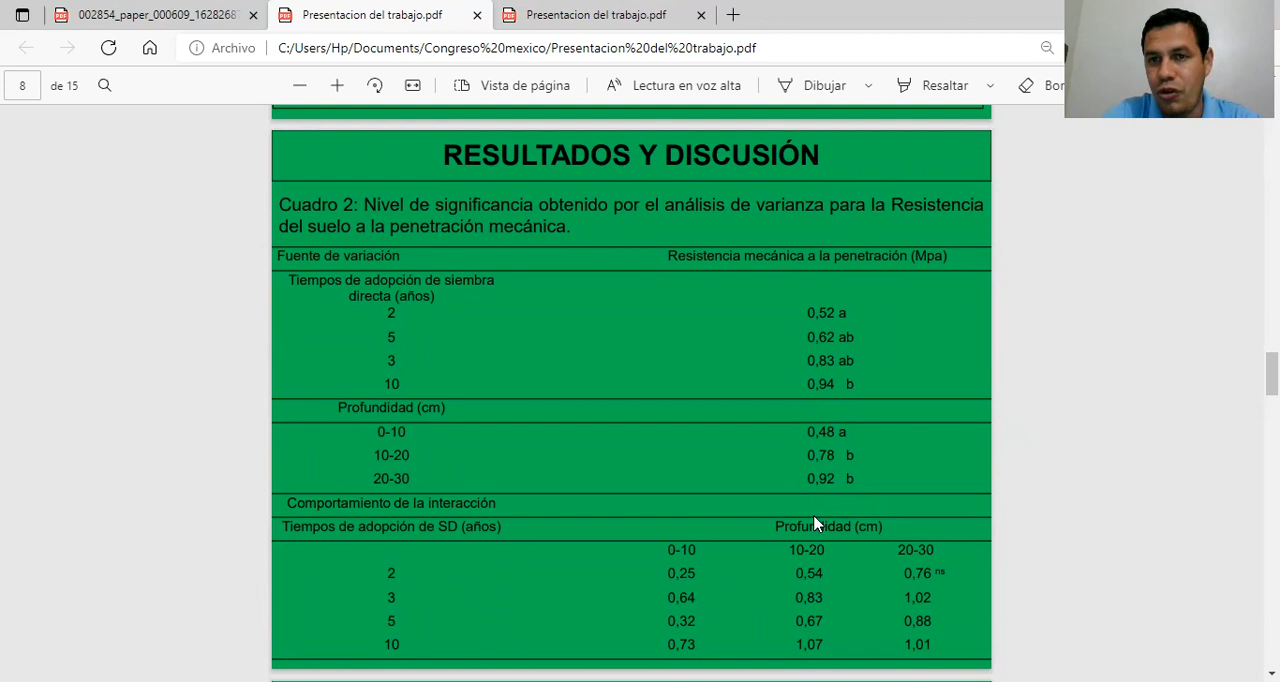 002854_paper_000609_1628268
Presentacion del trabajo.pdf
Presentacion del trabajo.pdf
Archivo
C:/Users/Hp/Documents/Congreso%20mexico/Presentacion%20del%20trabajo.pdf
8 de 15
Vista de página
Lectura en voz alta
Dibujar
Resaltar
Bor
RESULTADOS Y DISCUSIÓN
Cuadro 2: Nivel de significancia obtenido por el análisis de varianza para la Resistencia
del suelo a la penetración mecánica.
Fuente de variación Resistencia mecánica a la penetración (Mpa)
Tiempos de adopción de siembra
directa (años)
2 0,52 a
5 0,62 ab
3 0,83 ab
10 0,94 b
Profundidad (cm)
0-10 0,48 a
10-20 0,78 b
20-30 0,92 b
Comportamiento de la interacción
Tiempos de adopción de SD (años) Profundidad (cm)
0-10 10-20 20-30
2 0,25 0,54 0,76 ns
3 0,64 0,83 1,02
5 0,32 0,67 0,88
10 0,73 1,07 1,01